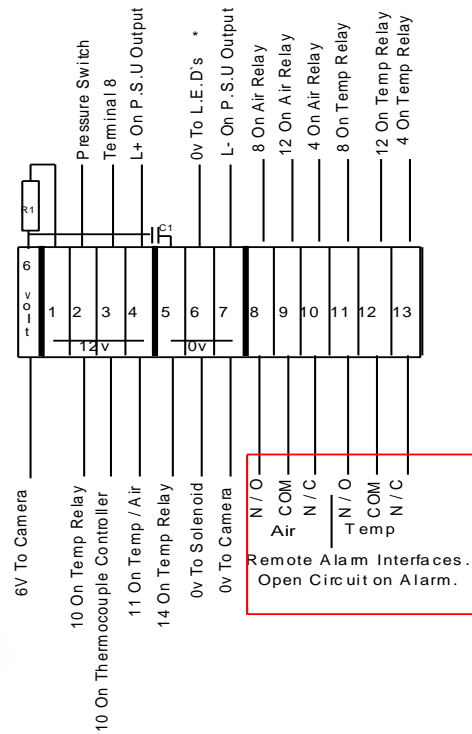 Pressure Switch
Terminal 8
L+ On P.S.U Output
0v To L.E.D`s *
L- On P.S.U Output
8 On Air Relay
12 On Air Relay
4 On Air Relay
8 On Temp Relay
12 On Temp Relay
4 On Temp Relay
R1
C1
6 volt
1 2 3 4 5 6 7 8 9 10 11 12 13
12 v
0v
6V To Camera
10 On Temp Relay
10 On Thermocouple Controller
11 On Temp / Air
14 On Temp Relay
0v To Solenoid
0v To Camera
N / O
COM
N / C
N / O
COM
N / C
Air
Temp
Remote Alarm Interfaces.
Open Circuit on Alarm.